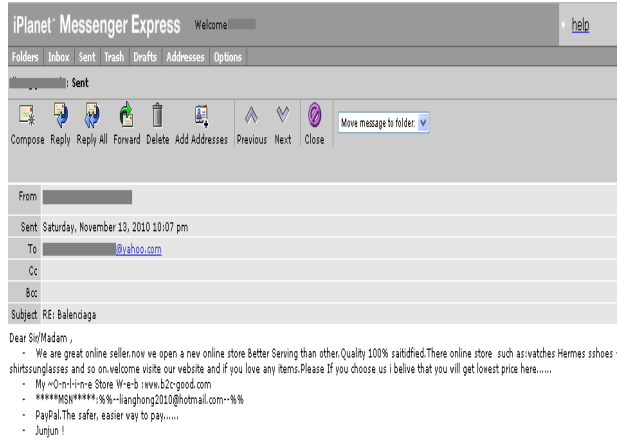 iPlanet™ Messenger Express Welcome
help
Folders Inbox Sent Trash Drafts Addresses Options
: Sent
Compose Reply Reply All Forward Delete Add Addresses Previous Next Close Move message to folder:
From
Sent Saturday, November 13, 2010 10:07 pm
To @yahoo.com
Cc
Bcc
Subject RE: Balenciaga
Dear Sir/Madam ,
- We are great online seller.now we open a new online store Better Serving than other.Quality 100% saitidfied.There online store such as:watches Hermes sshoes -
shirtssunglasses and so on.welcome visite our website and if you love any items.Please If you choose us i belive that you will get lowest price here......
- My ~O-n-l-i-n-e Store W-e-b :www.b2c-good.com
- *****MSN*****:%%--lianghong2010@hotmail.com--%%
- PayPal.The safer, easier way to pay......
- Junjun !